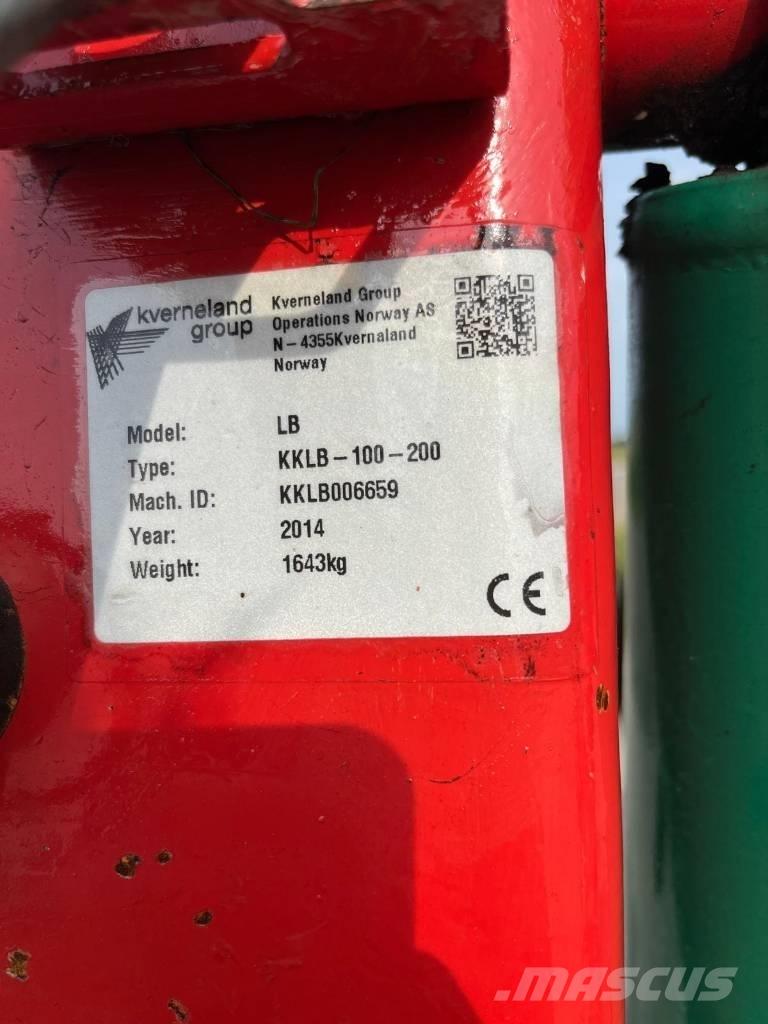 kverneland
group
Kverneland Group
Operations Norway AS
N-4355Kvernaland
Norway
Model: LB
Type: KKLB-100-200
Mach. ID: KKLB006659
Year: 2014
Weight: 1643kg
CE
MASCUS